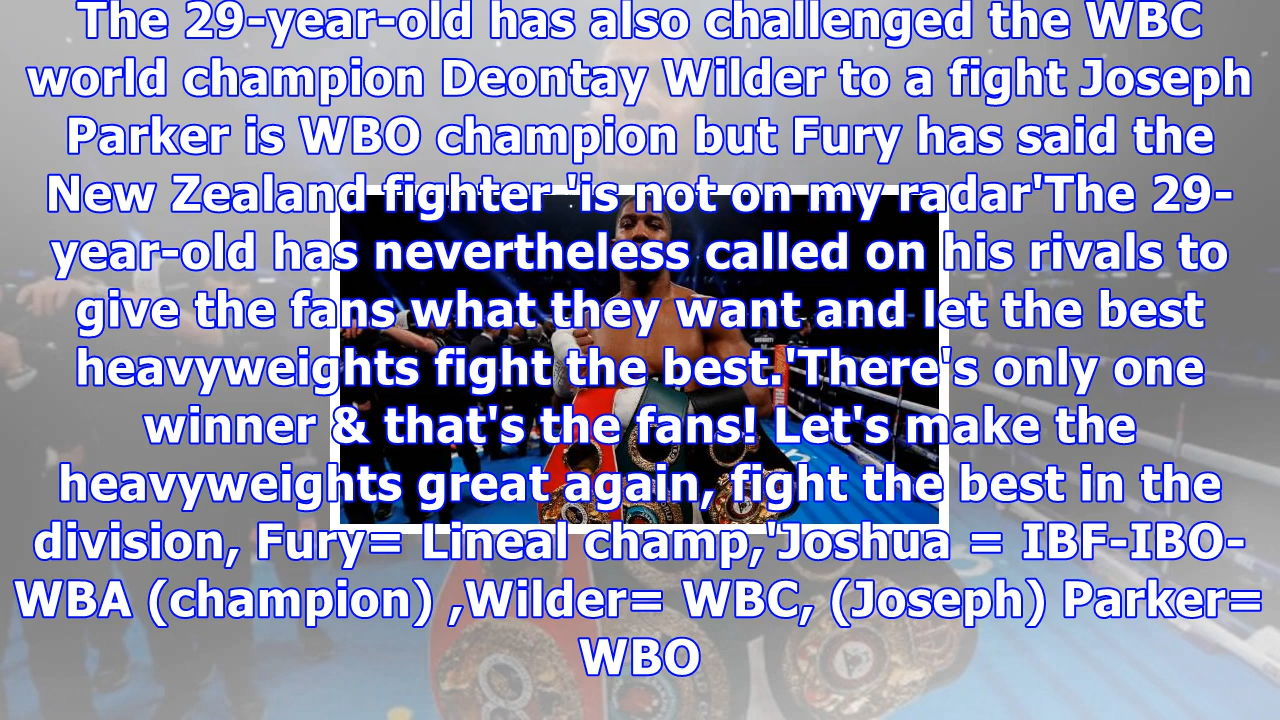 The 29-year-old has also challenged the WBC
world champion Deontay Wilder to a fight Joseph
Parker is WBO champion but Fury has said the
New Zealand fighter 'is not on my radar'The 29-
year-old has nevertheless called on his rivals to
give the fans what they want and let the best
heavyweights fight the best.'There's only one
winner & that's the fans! Let's make the
heavyweights great again, fight the best in the
division, Fury= Lineal champ,'Joshua = IBF-IBO-
WBA (champion) ,Wilder= WBC, (Joseph) Parker=
WBO